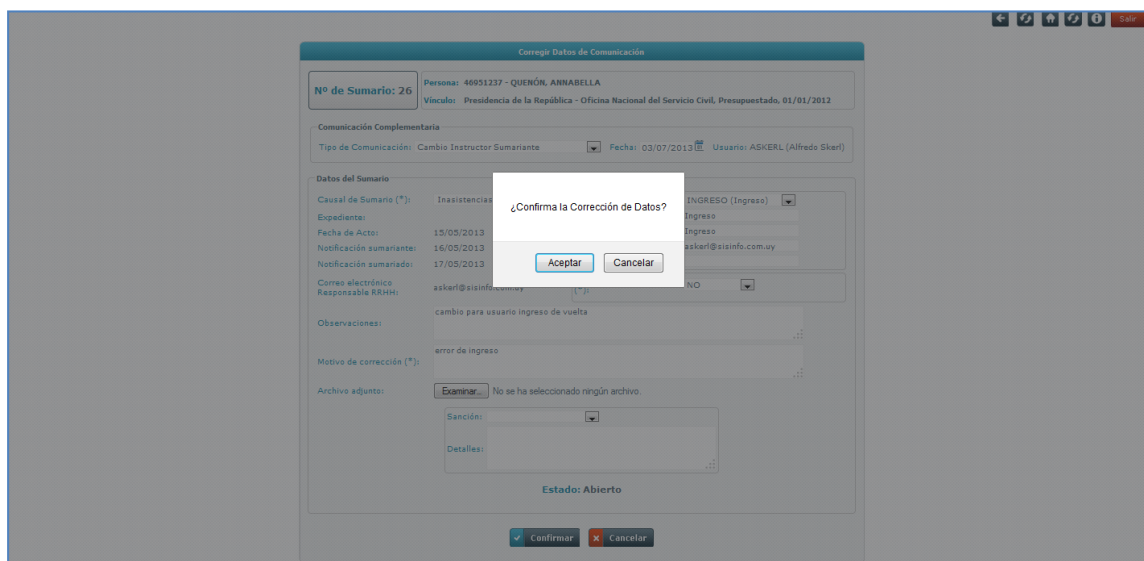 Salir
Corregir Datos de Comunicación
Nº de Sumario: 26
Persona: 46951237 - QUENÓN, ANNABELLA
Vínculo: Presidencia de la República - Oficina Nacional del Servicio Civil, Presupuestado, 01/01/2012
Comunicación Complementaria
Tipo de Comunicación: Cambio Instructor Sumariante Fecha: 03/07/2013 Usuario: ASKERL (Alfredo Skerl)
Datos del Sumario
Causal de Sumario (*): Inasistencias INGRESO (Ingreso)
Expediente: Ingreso
Fecha de Acto: 15/05/2013 Ingreso
Notificación sumariante: 16/05/2013 askerl@sisinfo.com.uy
Notificación sumariado: 17/05/2013
¿Confirma la Corrección de Datos?
Aceptar Cancelar
Correo electrónico
Responsable RRHH: askerl@sisinfo.com.uy (*): NO
Observaciones: cambio para usuario ingreso de vuelta
Motivo de corrección (*): error de ingreso
Archivo adjunto: Examinar... No se ha seleccionado ningún archivo.
Sanción:
Detalles:
Estado: Abierto
Confirmar Cancelar